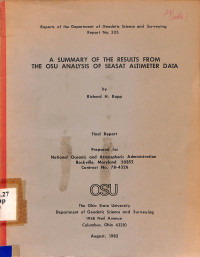 Reports of the Department of Geodetic Science and Surveying
Report No. 335
A SUMMARY OF THE RESULTS FROM
THE OSU ANALYSIS OF SEASAT ALTIMETER DATA
by
Richard H. Rapp
Final Report
Prepared for
National Oceanic and Atmospheric Administration
Rockville, Maryland 20852
Contract No. 79-4326
OSU
The Ohio State University
Department of Geodetic Science and Surveying
1958 Neil Avenue
Columbus, Ohio 43210
August, 1982